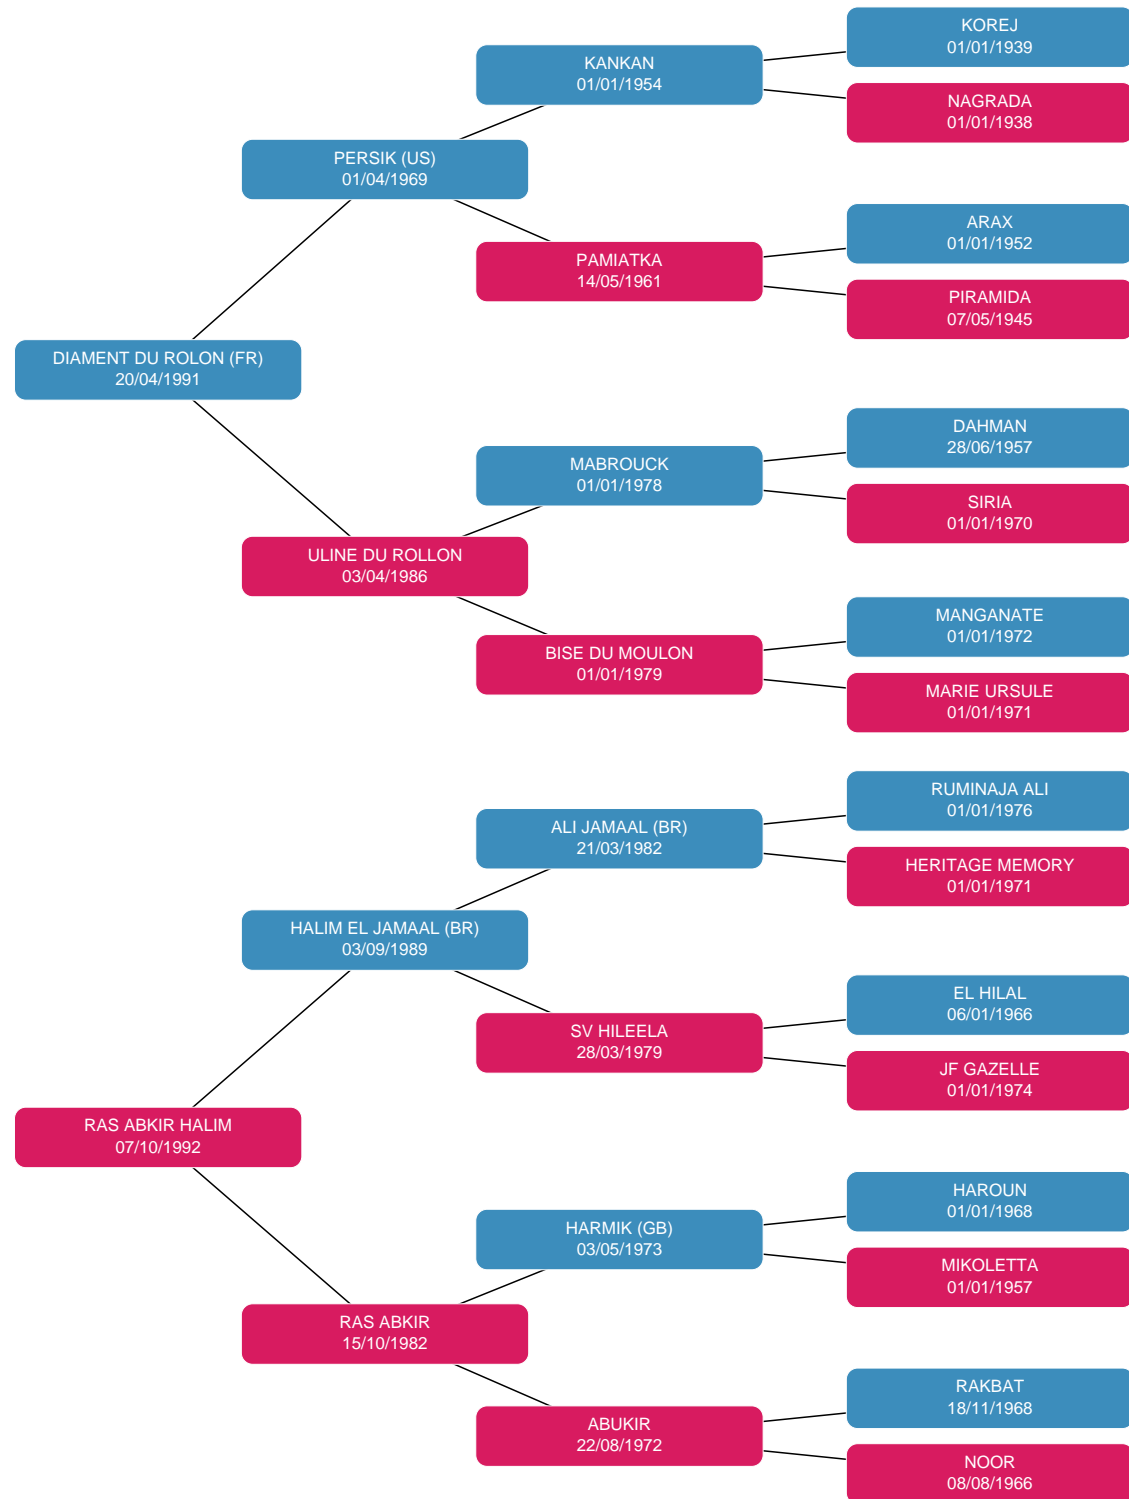 KOREJ
01/01/1939
KANKAN
01/01/1954
NAGRADA
01/01/1938
PERSIK (US)
01/04/1969
ARAX
01/01/1952
PAMIATKA
14/05/1961
PIRAMIDA
07/05/1945
DIAMENT DU ROLON (FR)
20/04/1991
DAHMAN
28/06/1957
MABROUCK
01/01/1978
SIRIA
01/01/1970
ULINE DU ROLLON
03/04/1986
MANGANATE
01/01/1972
BISE DU MOULON
01/01/1979
MARIE URSULE
01/01/1971
RUMINAJA ALI
01/01/1976
ALI JAMAAL (BR)
21/03/1982
HERITAGE MEMORY
01/01/1971
HALIM EL JAMAAL (BR)
03/09/1989
EL HILAL
06/01/1966
SV HILEELA
28/03/1979
JF GAZELLE
01/01/1974
RAS ABKIR HALIM
07/10/1992
HAROUN
01/01/1968
HARMIK (GB)
03/05/1973
MIKOLETTA
01/01/1957
RAS ABKIR
15/10/1982
RAKBAT
18/11/1968
ABUKIR
22/08/1972
NOOR
08/08/1966